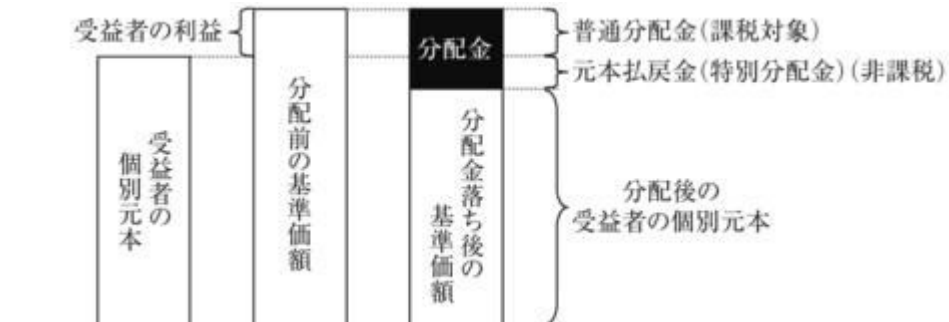 受益者の利益
分配金
普通分配金(課税対象)
元本払戻金(特別分配金)(非課税)
受益者の
個別元本
分配前の基準価額
分配金落ち後の
基準価額
分配後の
受益者の個別元本